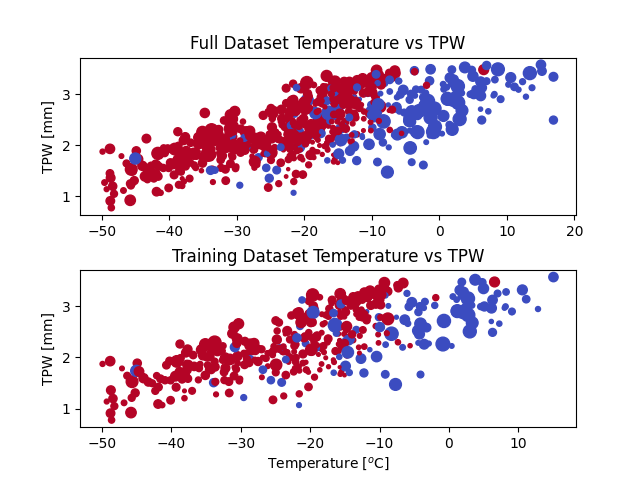 Full Dataset Temperature vs TPW
TPW [mm]
3
2
1
−50 −40 −30 −20 −10 0 10 20
Training Dataset Temperature vs TPW
TPW [mm]
3
2
1
−50 −40 −30 −20 −10 0 10
Temperature [°C]